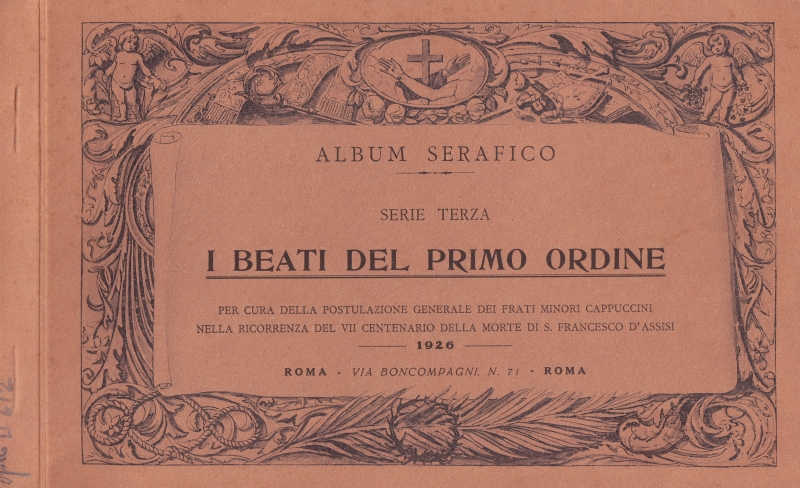 ALBUM SERAFICO
SERIE TERZA
I BEATI DEL PRIMO ORDINE
PER CURA DELLA POSTULAZIONE GENERALE DEI FRATI MINORI CAPPUCCINI
NELLA RICORRENZA DEL VII CENTENARIO DELLA MORTE DI S. FRANCESCO D'ASSISI
1926
ROMA - VIA BONCOMPAGNI, N. 71 - ROMA